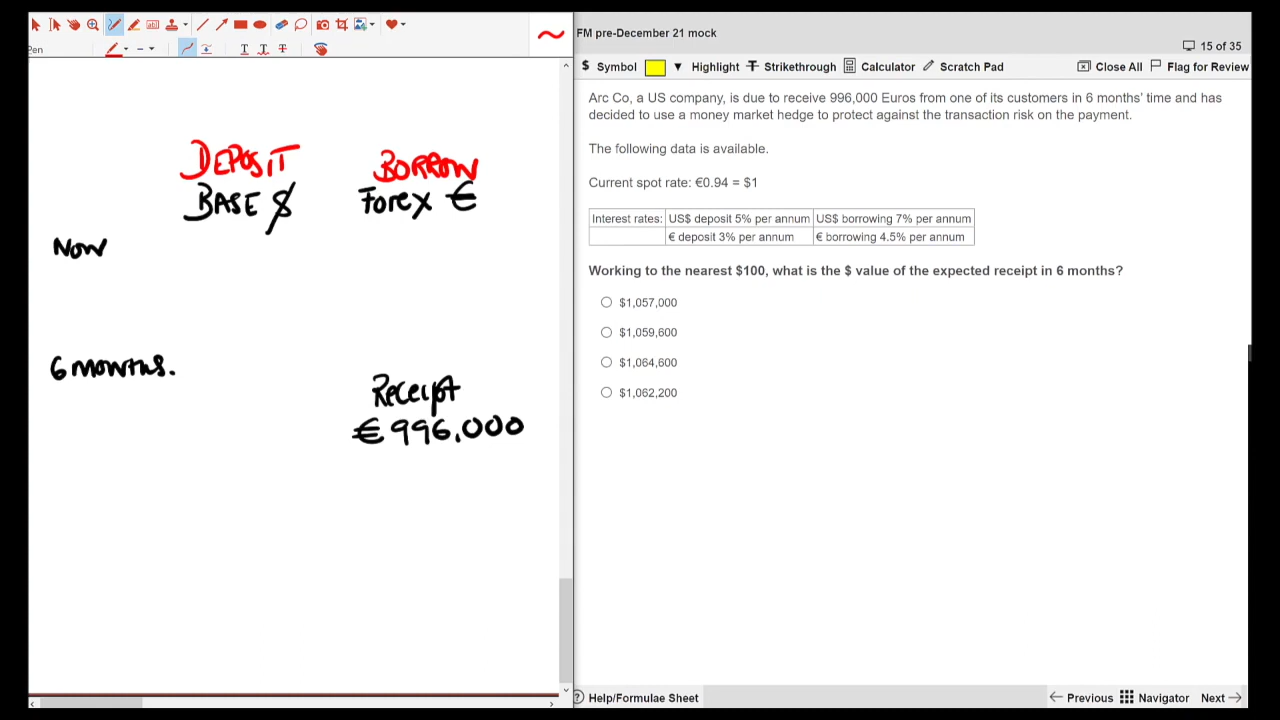 Pen
DEPOSIT BORROW
BASE $ FOREX €
NOW
6 MONTHS.
RECEIPT
€996,000
FM pre-December 21 mock
15 of 35
$ Symbol ▼ Highlight Strikethrough Calculator Scratch Pad Close All Flag for Review
Arc Co, a US company, is due to receive 996,000 Euros from one of its customers in 6 months' time and has
decided to use a money market hedge to protect against the transaction risk on the payment.
The following data is available.
Current spot rate: €0.94 = $1
Interest rates: US$ deposit 5% per annum US$ borrowing 7% per annum
€ deposit 3% per annum € borrowing 4.5% per annum
Working to the nearest $100, what is the $ value of the expected receipt in 6 months?
$1,057,000
$1,059,600
$1,064,600
$1,062,200
Help/Formulae Sheet Previous Navigator Next